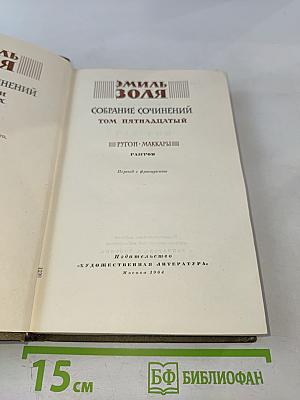 ЭМИЛЬ
ЗОЛЯ
СОБРАНИЕ СОЧИНЕНИЙ
ТОМ ПЯТНАДЦАТЫЙ
РУГОН-МАККАРЫ
РАЗГРОМ
Перевод с французского
Издательство
«ХУДОЖЕСТВЕННАЯ ЛИТЕРАТУРА»
Москва 1964
15 см
БФ БИБЛИОФАН